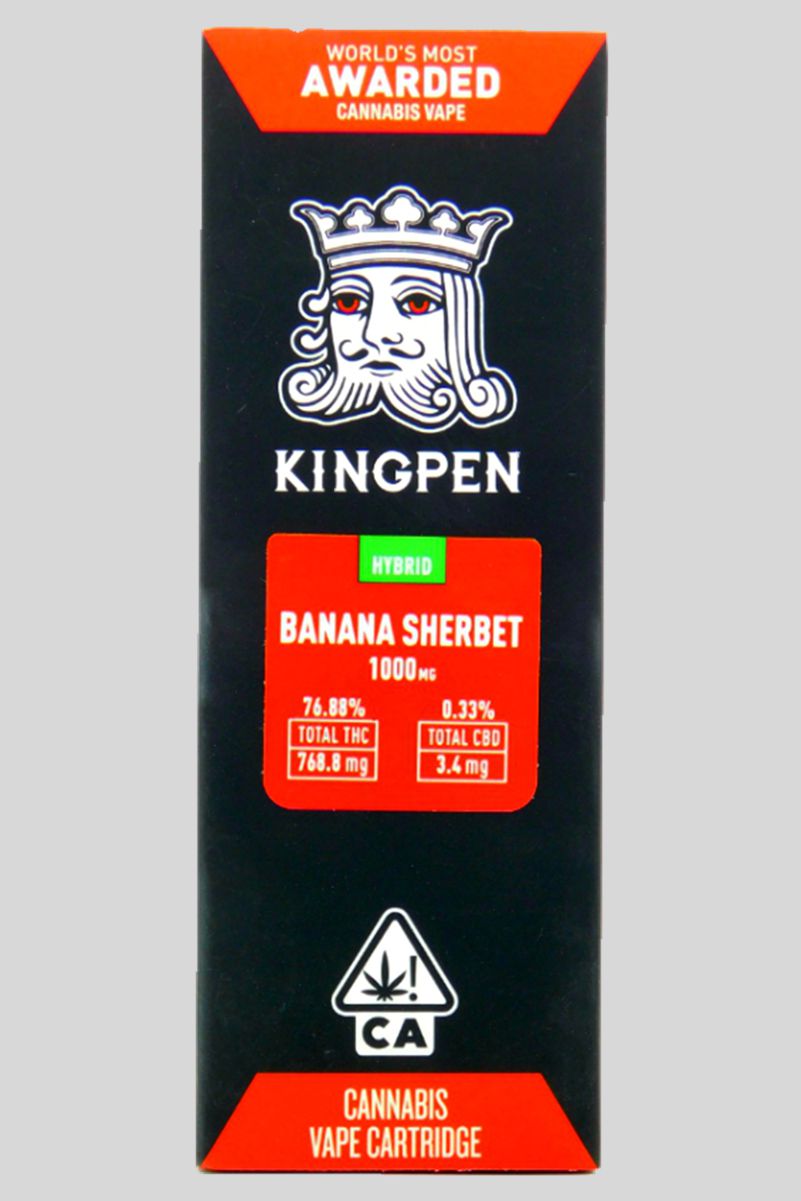 WORLD'S MOST
AWARDED
CANNABIS VAPE
KINGPEN
HYBRID
BANANA SHERBET
1000MG
76.88% 0.33%
TOTAL THC TOTAL CBD
768.8 mg 3.4 mg
!
CA
CANNABIS
VAPE CARTRIDGE